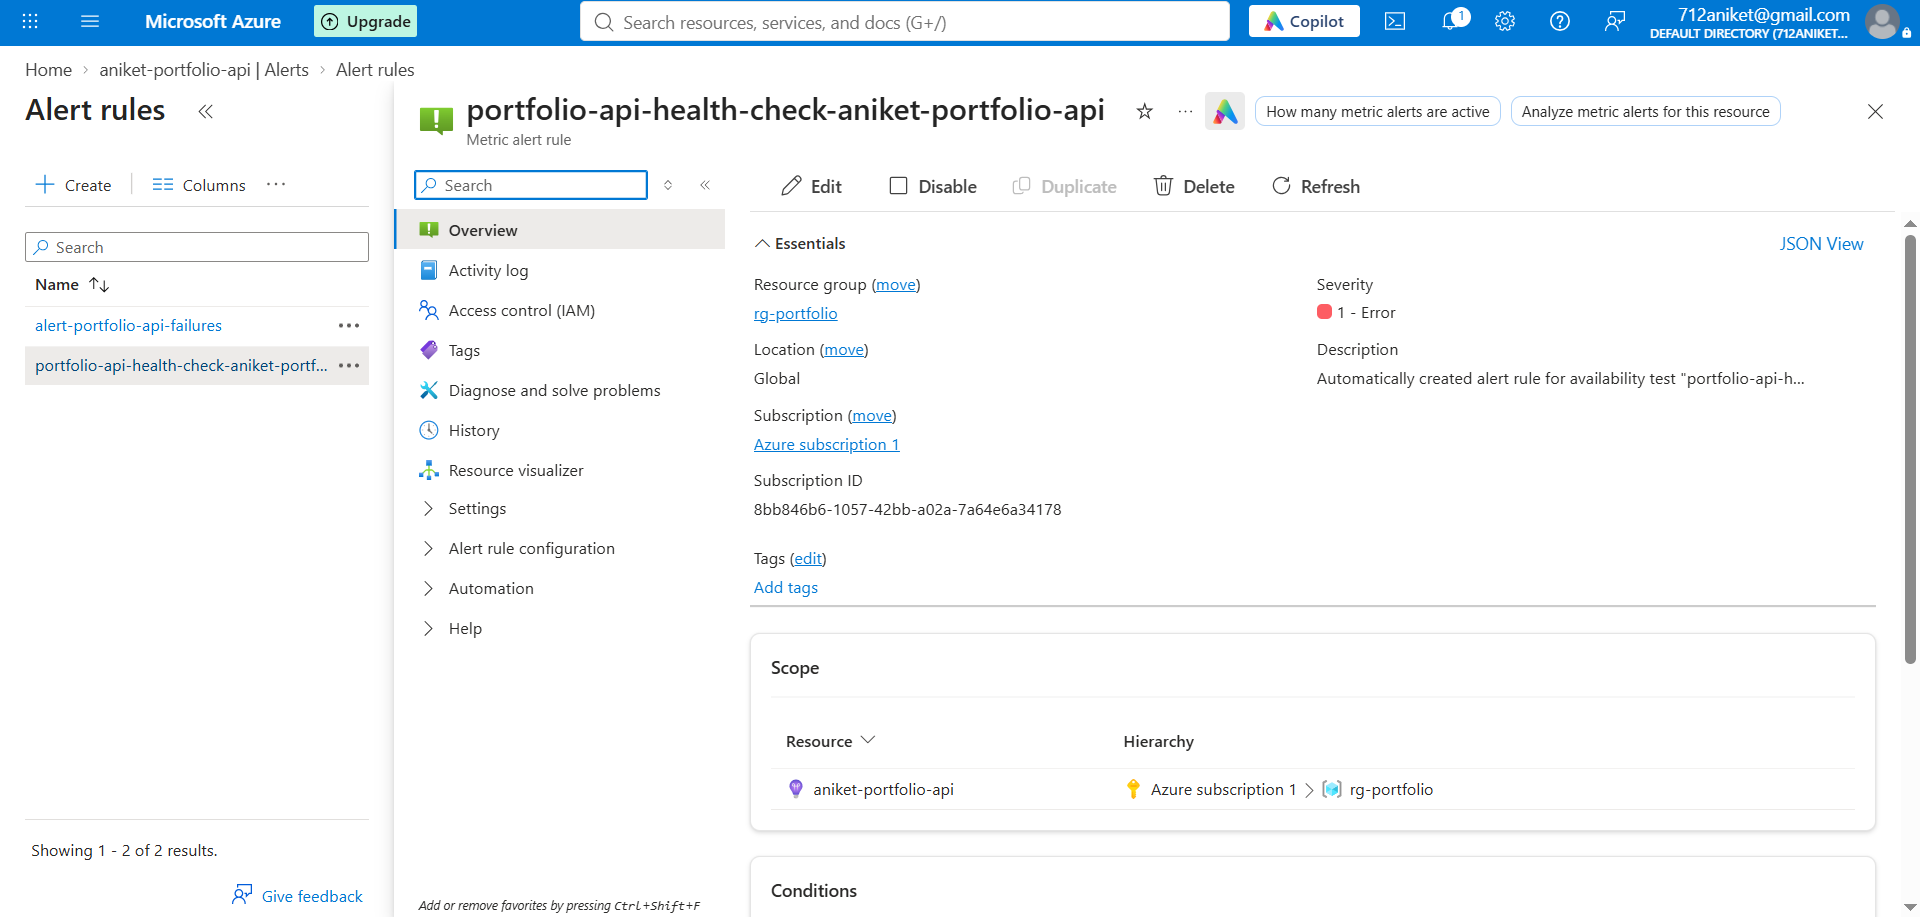 Microsoft Azure
Upgrade
Search resources, services, and docs (G+/)
Copilot
1
712aniket@gmail.com
DEFAULT DIRECTORY (712ANIKET...
Home
aniket-portfolio-api | Alerts
Alert rules
Alert rules
Create
Columns
Search
Name
alert-portfolio-api-failures
portfolio-api-health-check-aniket-portf...
Showing 1 - 2 of 2 results.
Give feedback
portfolio-api-health-check-aniket-portfolio-api
Metric alert rule
How many metric alerts are active
Analyze metric alerts for this resource
Search
Overview
Activity log
Access control (IAM)
Tags
Diagnose and solve problems
History
Resource visualizer
Settings
Alert rule configuration
Automation
Help
Add or remove favorites by pressing Ctrl+Shift+F
Edit
Disable
Duplicate
Delete
Refresh
Essentials
JSON View
Resource group (move)
rg-portfolio
Location (move)
Global
Subscription (move)
Azure subscription 1
Subscription ID
8bb846b6-1057-42bb-a02a-7a64e6a34178
Tags (edit)
Add tags
Severity
1 - Error
Description
Automatically created alert rule for availability test "portfolio-api-h...
Scope
Resource
Hierarchy
aniket-portfolio-api
Azure subscription 1
rg-portfolio
Conditions